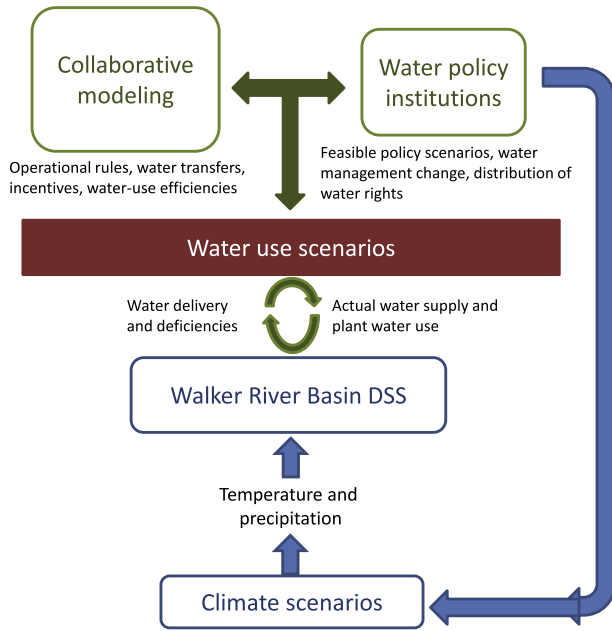 Collaborative
modeling
Water policy
institutions
Operational rules, water transfers,
incentives, water-use efficiencies
Feasible policy scenarios, water
management change, distribution of
water rights
Water use scenarios
Water delivery
and deficiencies
Actual water supply and
plant water use
Walker River Basin DSS
Temperature and
precipitation
Climate scenarios